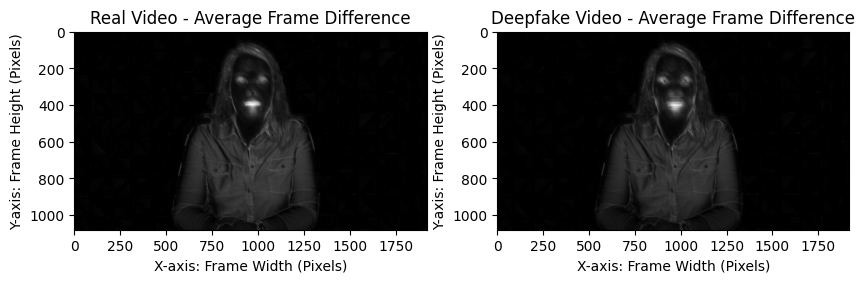 Real Video - Average Frame Difference
Y-axis: Frame Height (Pixels)
0
200
400
600
800
1000
0 250 500 750 1000 1250 1500 1750
X-axis: Frame Width (Pixels)
Deepfake Video - Average Frame Difference
Y-axis: Frame Height (Pixels)
0
200
400
600
800
1000
0 250 500 750 1000 1250 1500 1750
X-axis: Frame Width (Pixels)